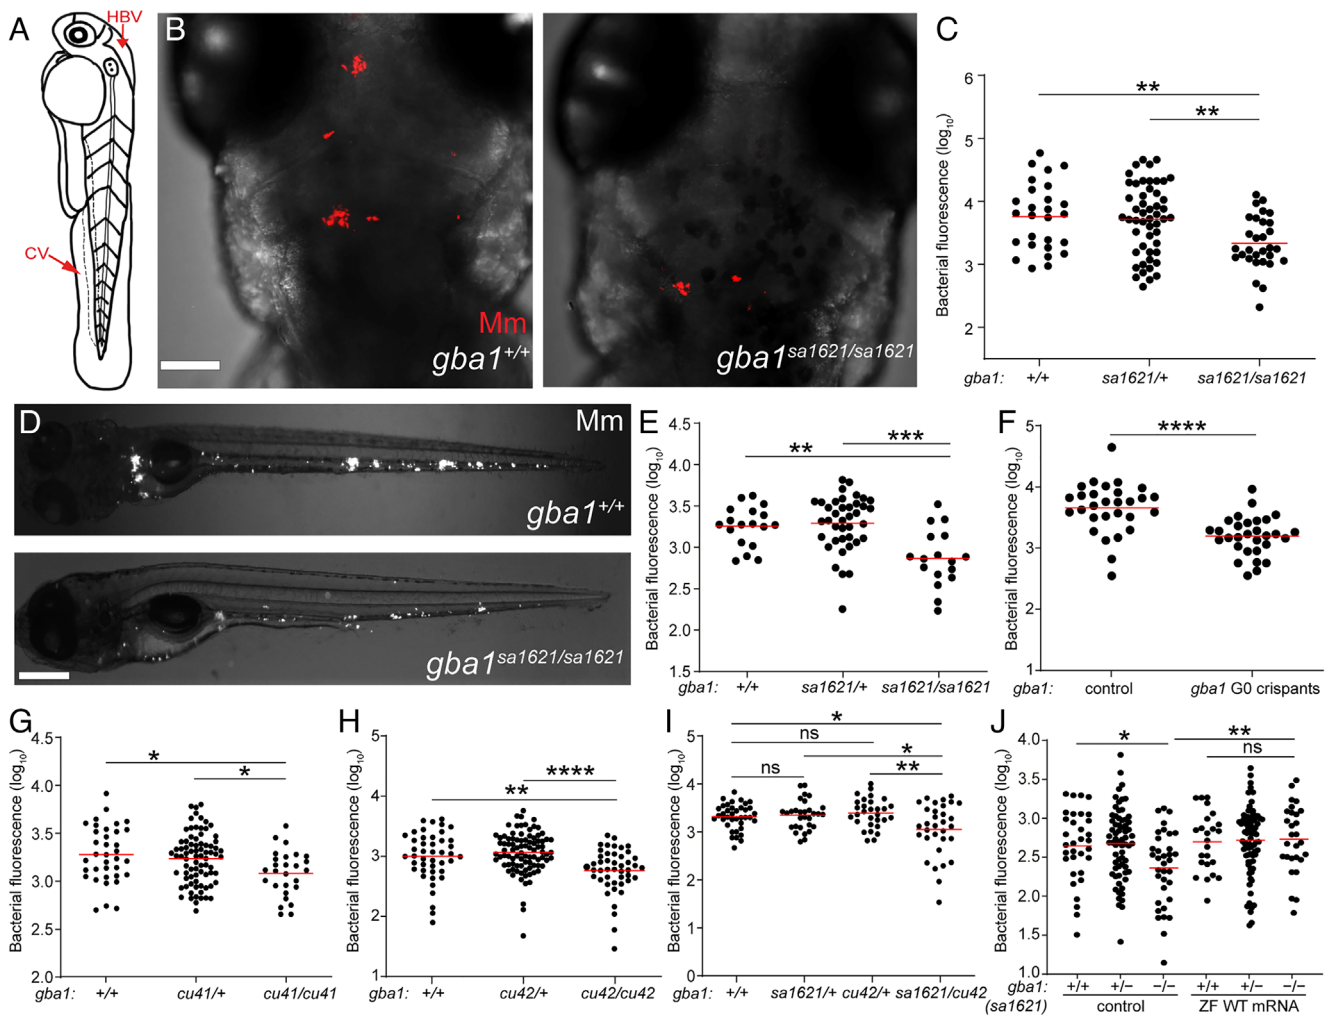 A
HBV
CV
B
Mm
gba1+/+
gba1sa1621/sa1621
C
Bacterial fluorescence (log10)
6
5
4
3
2
**
**
gba1: +/+ sa1621/+ sa1621/sa1621
D
Mm
gba1+/+
gba1sa1621/sa1621
E
Bacterial fluorescence (log10)
4.5
4.0
3.5
3.0
2.5
2.0
1.5
***
**
gba1: +/+ sa1621/+ sa1621/sa1621
F
Bacterial fluorescence (log10)
5
4
3
2
1
****
gba1: control gba1 G0 crispants
G
Bacterial fluorescence (log10)
4.5
4.0
3.5
3.0
2.5
2.0
*
*
gba1: +/+ cu41/+ cu41/cu41
H
Bacterial fluorescence (log10)
5
4
3
2
1
****
**
gba1: +/+ cu42/+ cu42/cu42
I
Bacterial fluorescence (log10)
5
4
3
2
1
0
*
ns
*
ns
**
gba1: +/+ sa1621/+ cu42/+ sa1621/cu42
J
Bacterial fluorescence (log10)
4.0
3.5
3.0
2.5
2.0
1.5
1.0
*
**
ns
gba1: +/+ +/− −/− +/+ +/− −/−
(sa1621) control ZF WT mRNA